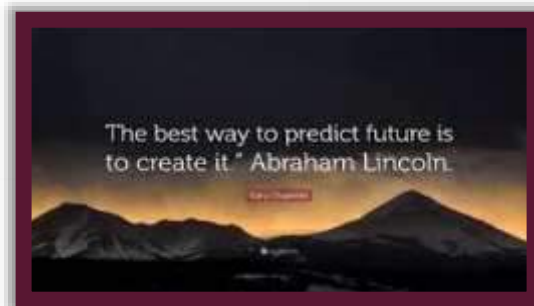 The best way to predict future is
to create it.” Abraham Lincoln.